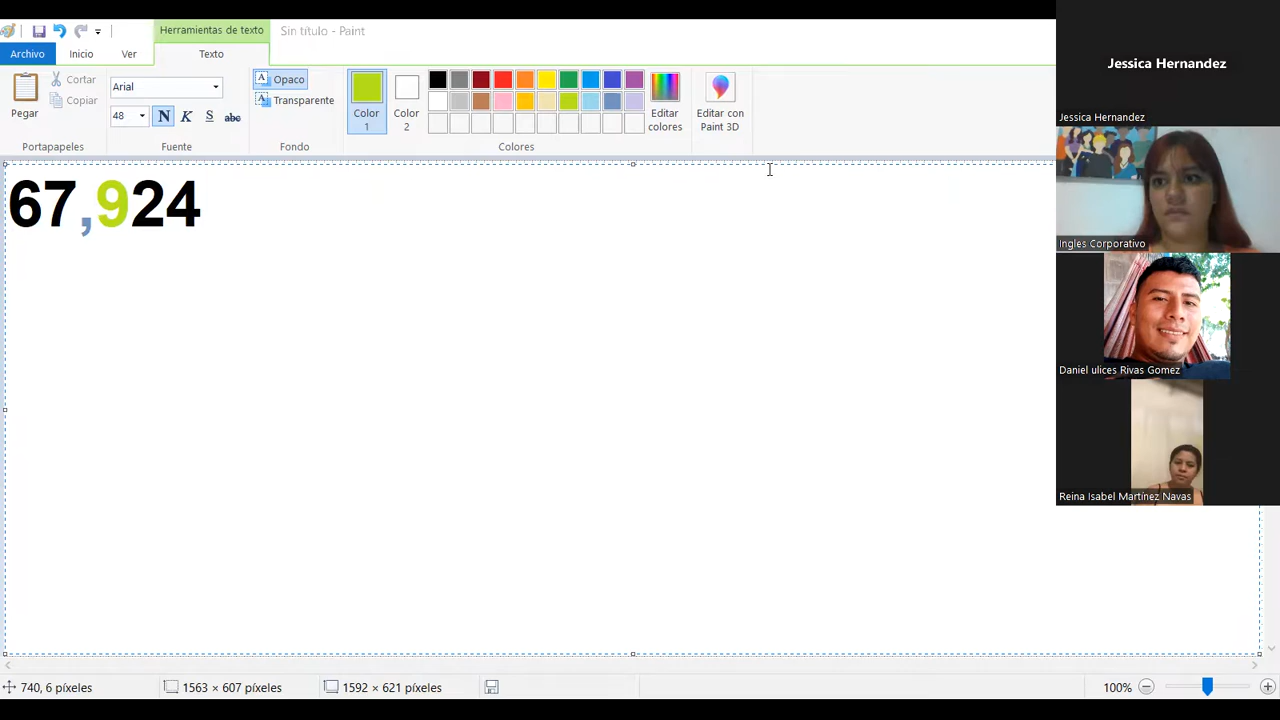 Herramientas de texto
Sin título - Paint
Archivo
Inicio
Ver
Texto
Pegar
Cortar
Copiar
Portapapeles
Arial
48
N K S abc
Fuente
Opaco
Transparente
Fondo
Color 1
Color 2
Editar colores
Colores
Editar con Paint 3D
67,924
Jessica Hernandez
Jessica Hernandez
Ingles Corporativo
Daniel ulices Rivas Gomez
Reina Isabel Martínez Navas
740, 6 píxeles
1563 × 607 píxeles
1592 × 621 píxeles
100%